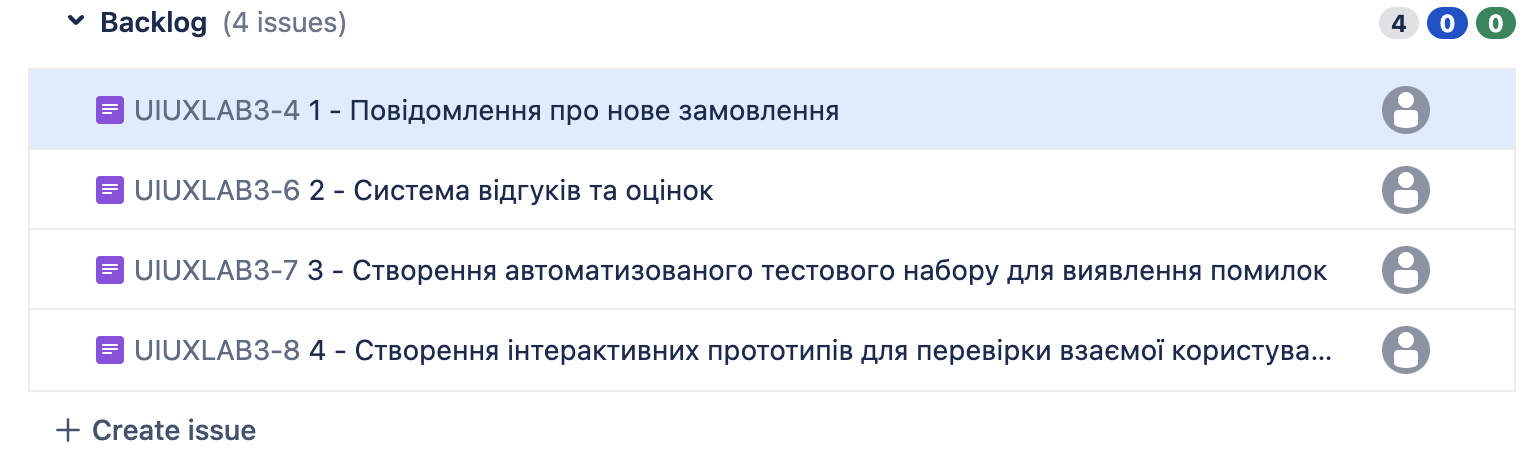 Backlog (4 issues) 4 0 0
UIUXLAB3-4 1 - Повідомлення про нове замовлення
UIUXLAB3-6 2 - Система відгуків та оцінок
UIUXLAB3-7 3 - Створення автоматизованого тестового набору для виявлення помилок
UIUXLAB3-8 4 - Створення інтерактивних прототипів для перевірки взаємої користува...
+ Create issue